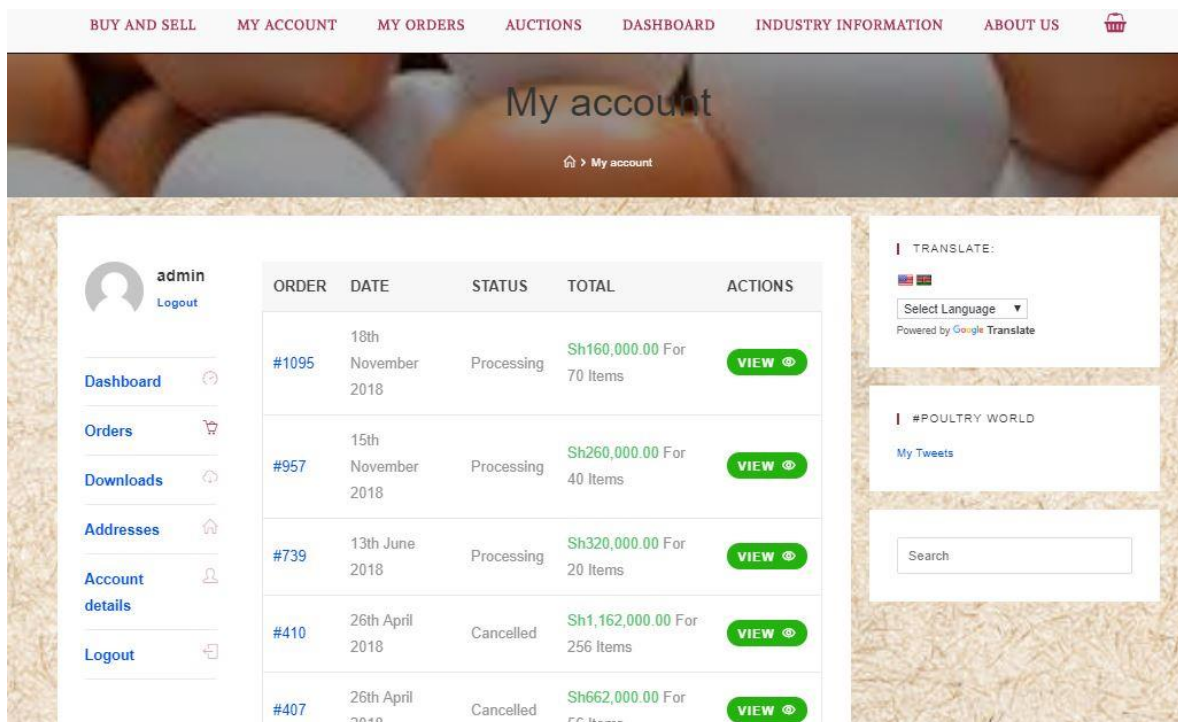 BUY AND SELL MY ACCOUNT MY ORDERS AUCTIONS DASHBOARD INDUSTRY INFORMATION ABOUT US
My account
> My account
admin
Logout
Dashboard
Orders
Downloads
Addresses
Account
details
Logout
ORDER DATE STATUS TOTAL ACTIONS
18th
#1095 November Processing Sh160,000.00 For VIEW
2018 70 Items
15th
#957 November Processing Sh260,000.00 For VIEW
2018 40 Items
#739 13th June Processing Sh320,000.00 For VIEW
2018 20 Items
#410 26th April Cancelled Sh1,162,000.00 For VIEW
2018 256 Items
#407 26th April Cancelled Sh662,000.00 For VIEW
TRANSLATE:
Select Language ▼
Powered by Google Translate
#POULTRY WORLD
My Tweets
Search